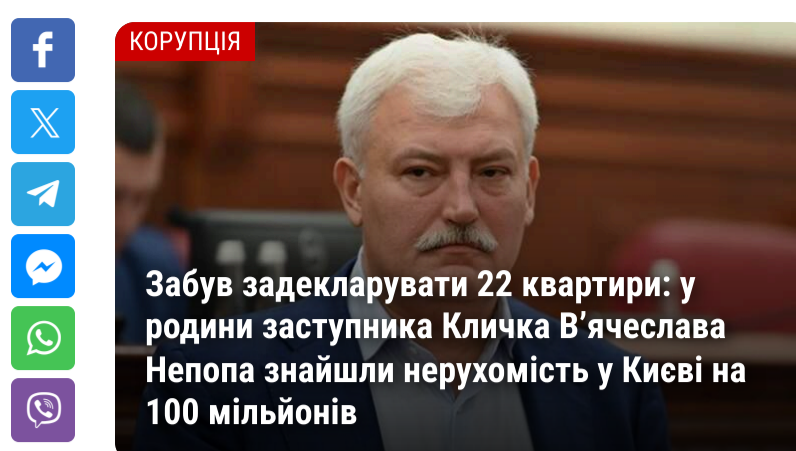 КОРУПЦІЯ
Забув задекларувати 22 квартири: у
родини заступника Кличка В’ячеслава
Непопа знайшли нерухомість у Києві на
100 мільйонів